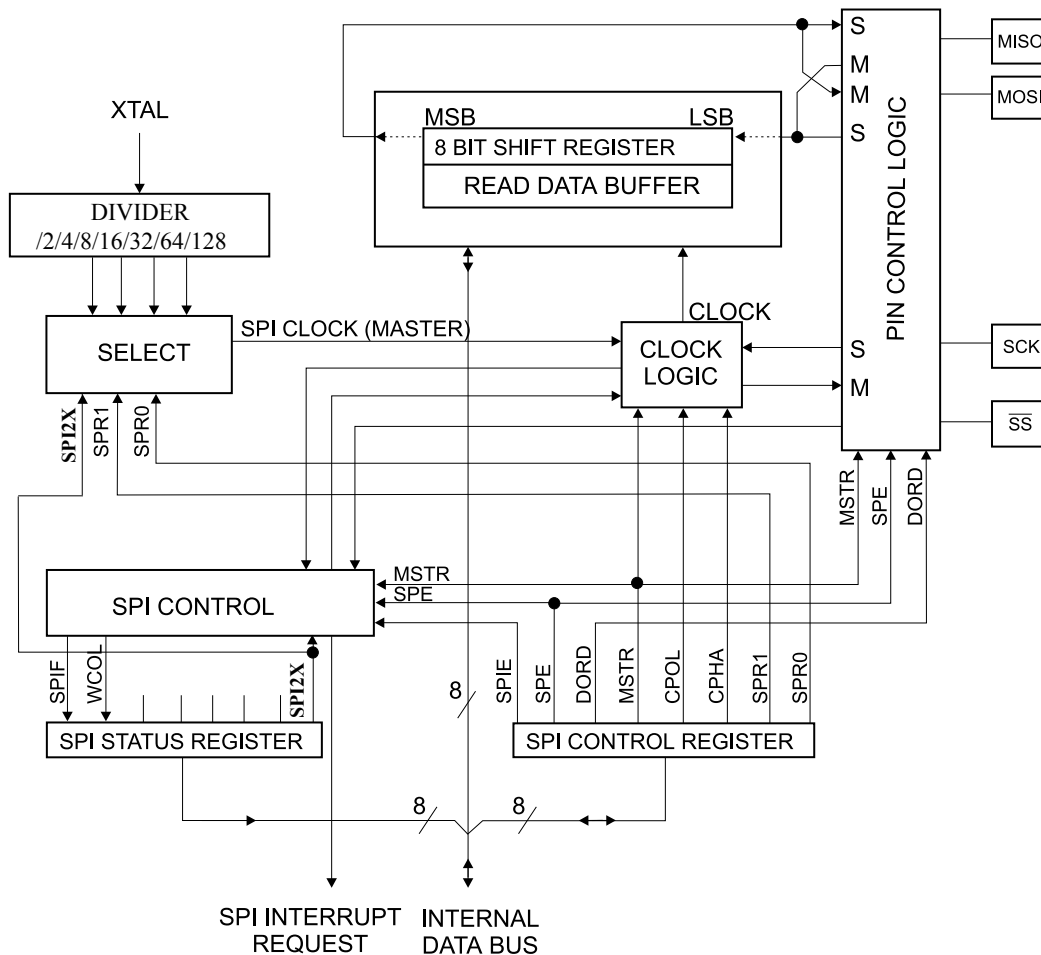 S
MISO
M
MOSI
M
S
PIN CONTROL LOGIC
XTAL
MSB
LSB
8 BIT SHIFT REGISTER
READ DATA BUFFER
DIVIDER
/2/4/8/16/32/64/128
SPI CLOCK (MASTER)
CLOCK
SELECT
CLOCK
LOGIC
S
M
SCK
SS
SPI2X
SPR1
SPR0
MSTR
SPE
DORD
MSTR
SPE
SPI CONTROL
SPIF
WCOL
SPI2X
SPIE
SPE
DORD
MSTR
CPOL
CPHA
SPR1
SPR0
8
SPI STATUS REGISTER
SPI CONTROL REGISTER
8
8
SPI INTERRUPT
REQUEST
INTERNAL
DATA BUS